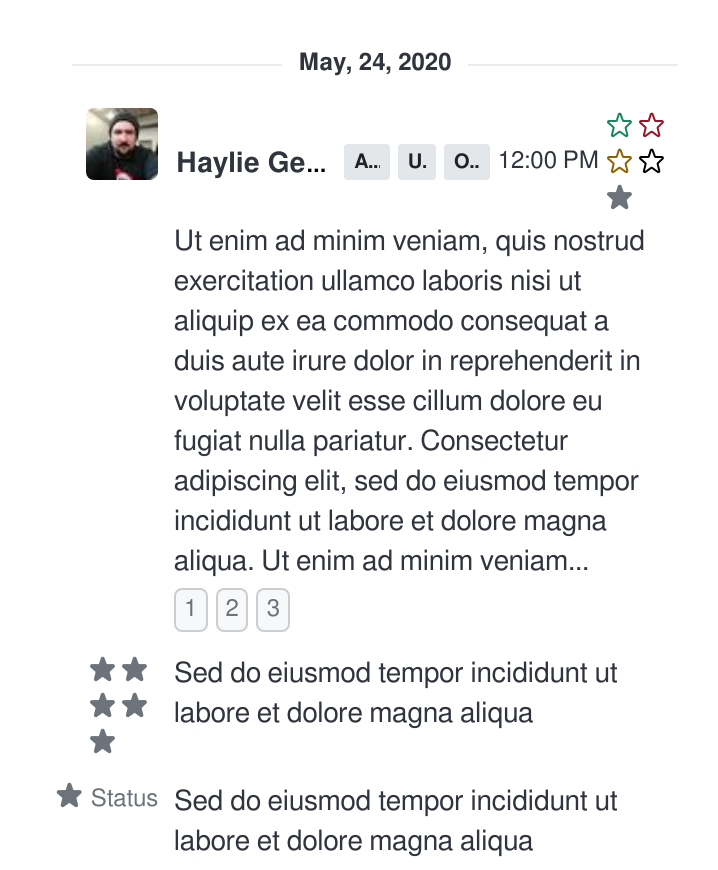 May, 24, 2020
Haylie Ge... A... U. O.. 12:00 PM
Ut enim ad minim veniam, quis nostrud
exercitation ullamco laboris nisi ut
aliquip ex ea commodo consequat a
duis aute irure dolor in reprehenderit in
voluptate velit esse cillum dolore eu
fugiat nulla pariatur. Consectetur
adipiscing elit, sed do eiusmod tempor
incididunt ut labore et dolore magna
aliqua. Ut enim ad minim veniam...
1 2 3
Sed do eiusmod tempor incididunt ut
labore et dolore magna aliqua
Status Sed do eiusmod tempor incididunt ut
labore et dolore magna aliqua